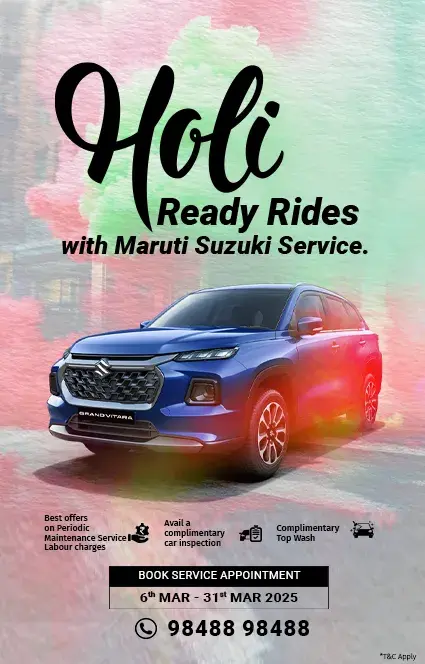 Holi
Ready Rides
with Maruti Suzuki Service.
GRAND VITARA
Best offers
on Periodic
Maintenance Service
Labour charges
Avail a
complimentary
car inspection
Complimentary
Top Wash
BOOK SERVICE APPOINTMENT
6th MAR - 31st MAR 2025
98488 98488
*T&C Apply